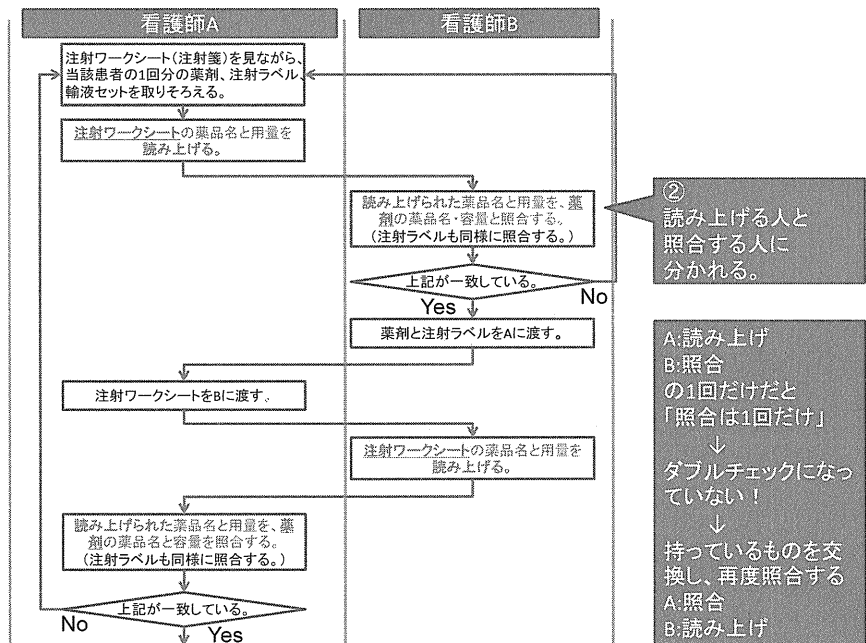 看護師A
看護師B
注射ワークシート(注射箋)を見ながら、
当該患者の1回分の薬剤、注射ラベル、
輸液セットを取りそろえる。
注射ワークシートの薬品名と用量を
読み上げる。
読み上げられた薬品名と用量を、薬
剤の薬品名・容量と照合する。
(注射ラベルも同様に照合する。)
②
読み上げる人と
照合する人に
分かれる。
上記が一致している。
No
Yes
薬剤と注射ラベルをAに渡す。
注射ワークシートをBに渡す。
注射ワークシートの薬品名と用量を
読み上げる。
読み上げられた薬品名と用量を、薬
剤の薬品名と容量を照合する。
(注射ラベルも同様に照合する。)
上記が一致している。
No
Yes
A:読み上げ
B:照合
の1回だけだと
「照合は1回だけ」
↓
ダブルチェックになっ
ていない!
↓
持っているものを交
換し、再度照合する
A:照合
B:読み上げ